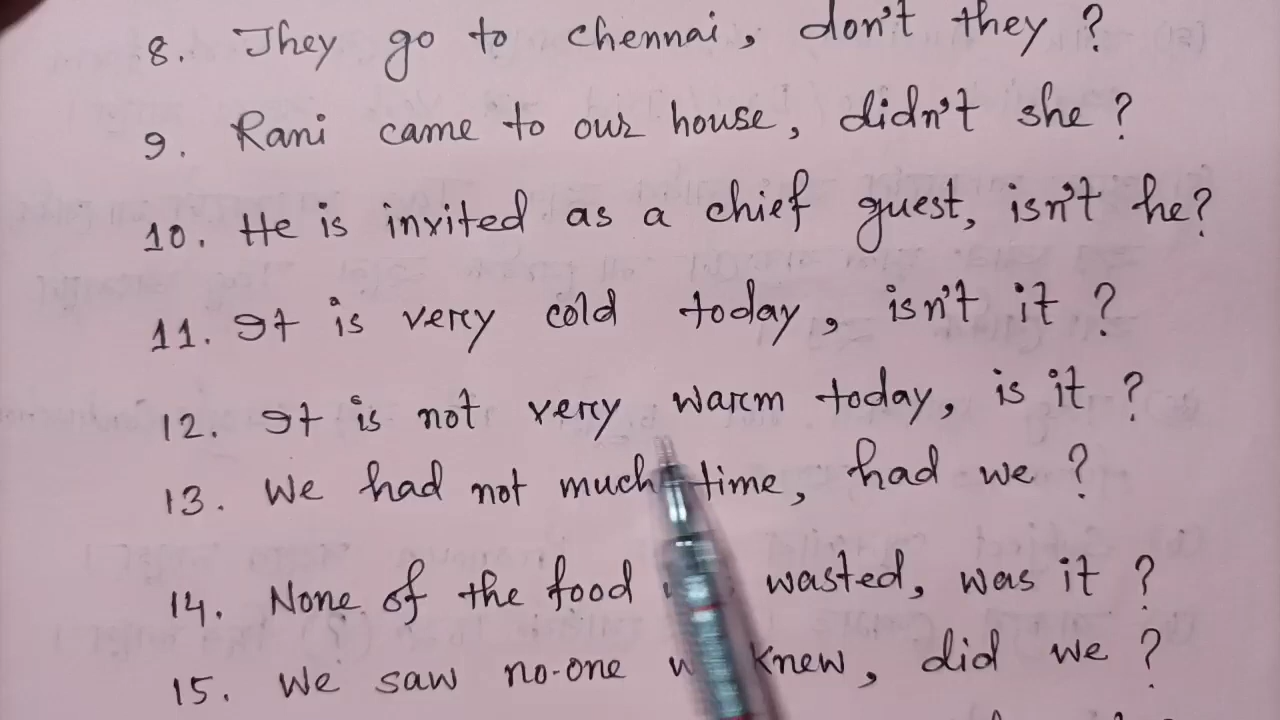 8. They go to Chennai, don't they ?
9. Rani came to our house, didn't she ?
10. He is invited as a chief guest, isn't he?
11. It is very cold today, isn't it ?
12. It is not very warm today, is it ?
13. We had not much time, had we ?
14. None of the food wasted, was it ?
15. We saw no-one knew, did we ?